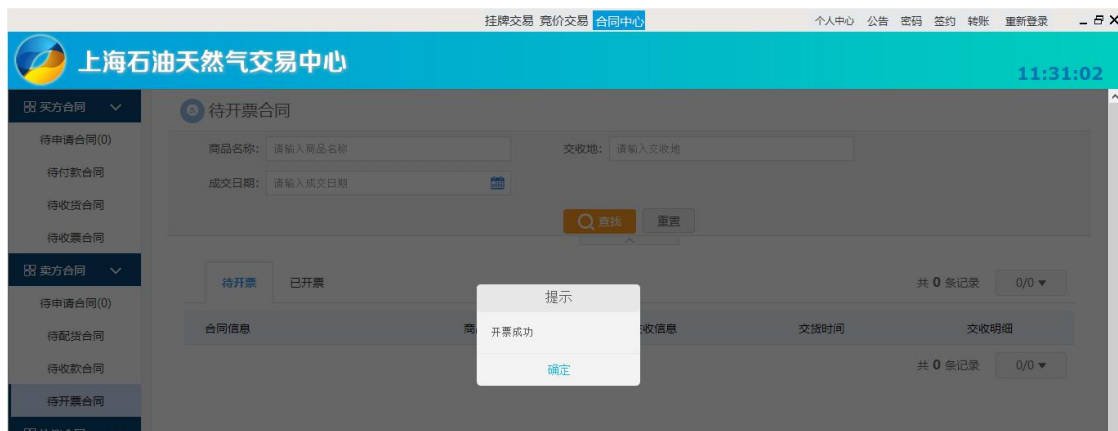 挂牌交易 竞价交易 合同中心 个人中心 公告 密码 签约 转账 重新登录
上海石油天然气交易中心
11:31:02
买方合同
待申请合同(0)
待付款合同
待收货合同
待收票合同
卖方合同
待申请合同(0)
待配货合同
待收款合同
待开票合同
待开票合同
商品名称: 请输入商品名称 交收地: 请输入交收地
成交日期: 请输入成交日期
查找 重置
待开票 已开票 共 0 条记录 0/0
合同信息 商 收信息 交货时间 交收明细
共 0 条记录 0/0
提示
开票成功
确定